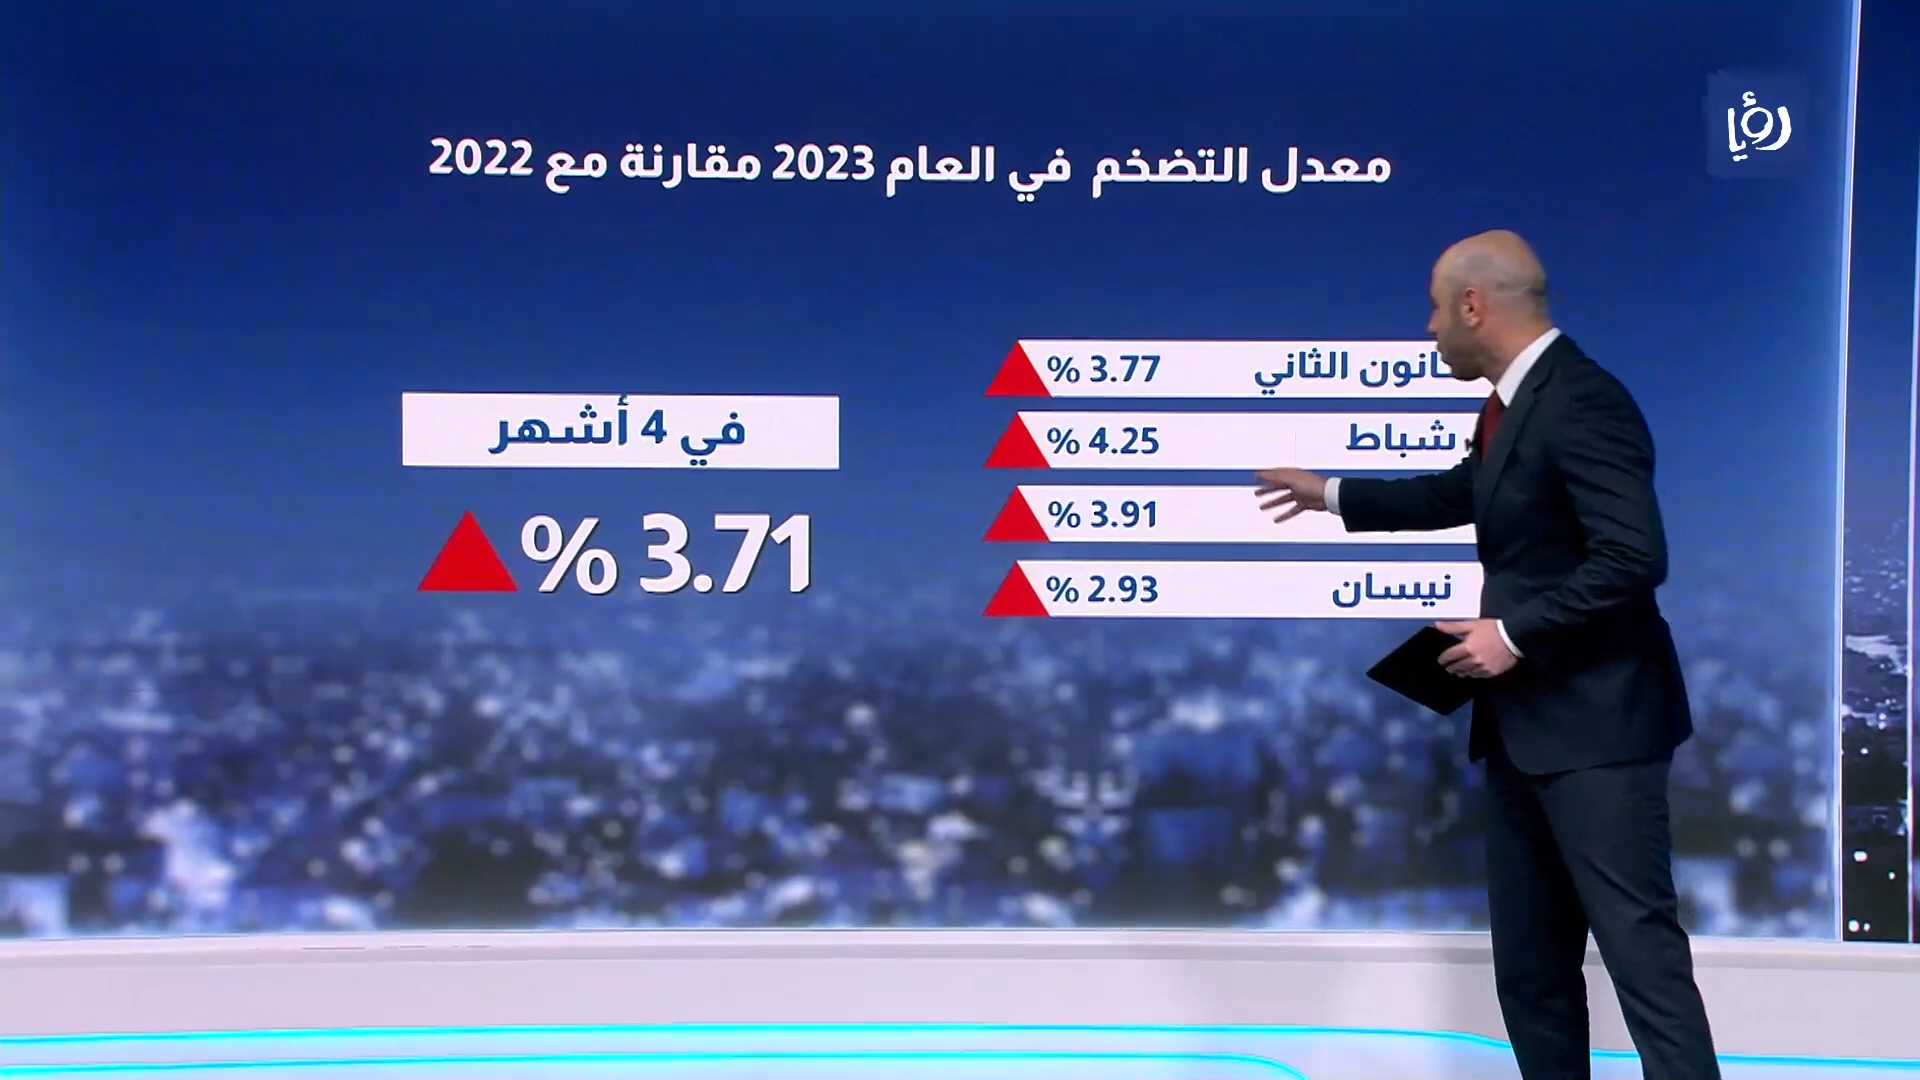 رؤيا
معدل التضخم في العام 2023 مقارنة مع 2022
انون الثاني 3.77 %
شباط 4.25 %
3.91 %
نيسان 2.93 %
في 4 أشهر
3.71 %